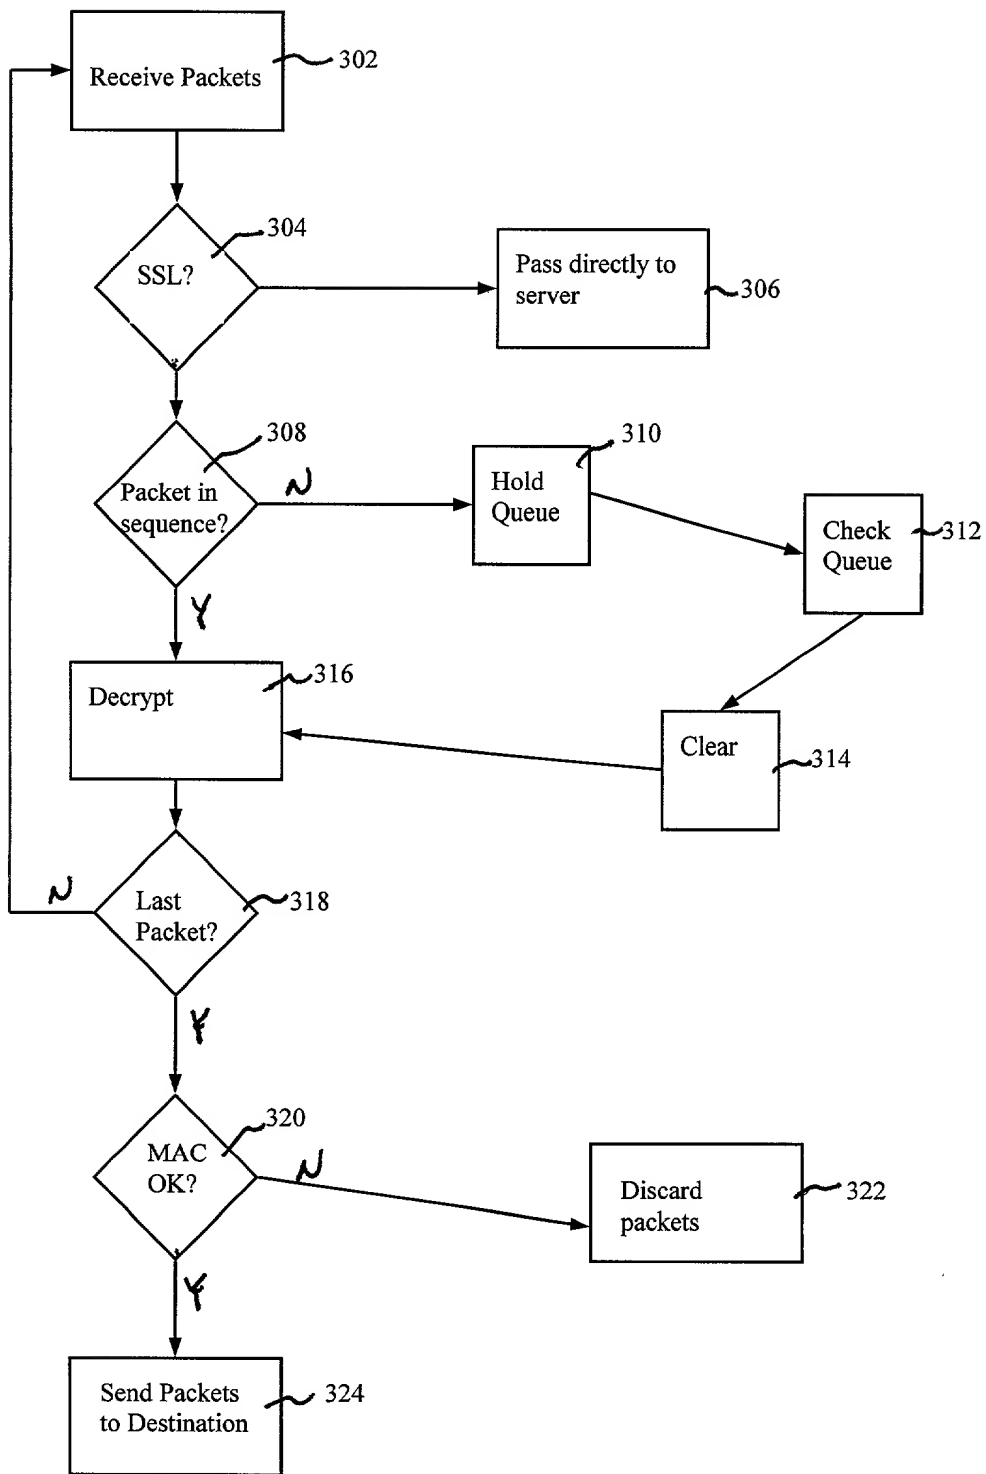 Receive Packets
302
SSL?
304
Pass directly to
server
306
Packet in
sequence?
308
N
Hold
Queue
310
Check
Queue
312
Y
Decrypt
316
Clear
314
Last
Packet?
318
N
Y
MAC
OK?
320
N
Discard
packets
322
Y
Send Packets
to Destination
324